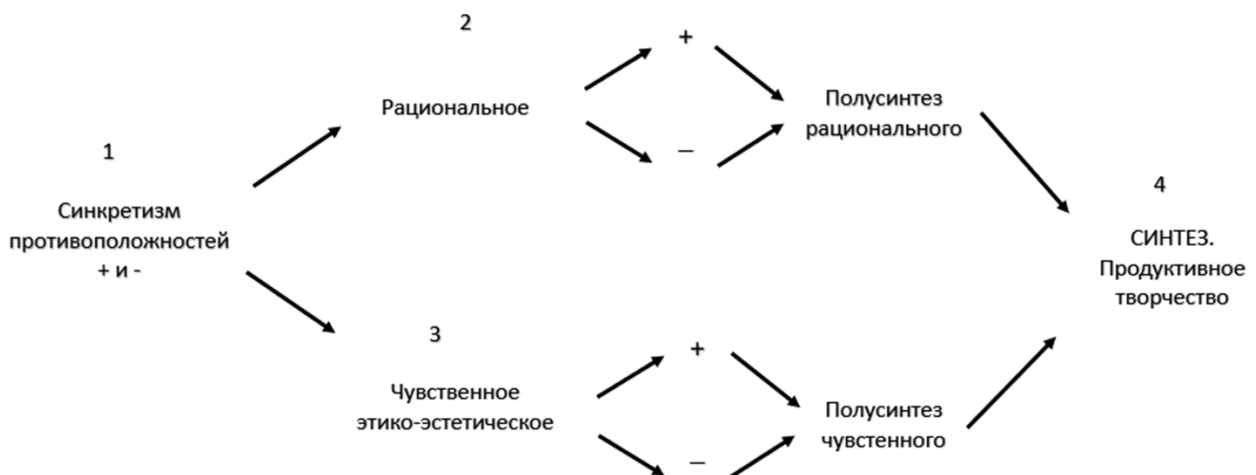 1
Синкретизм
противоположностей
+ и -
2
Рациональное
+
–
Полусинтез
рационального
3
Чувственное
этико-эстетическое
+
–
Полусинтез
чувстенного
4
СИНТЕЗ.
Продуктивное
творчество